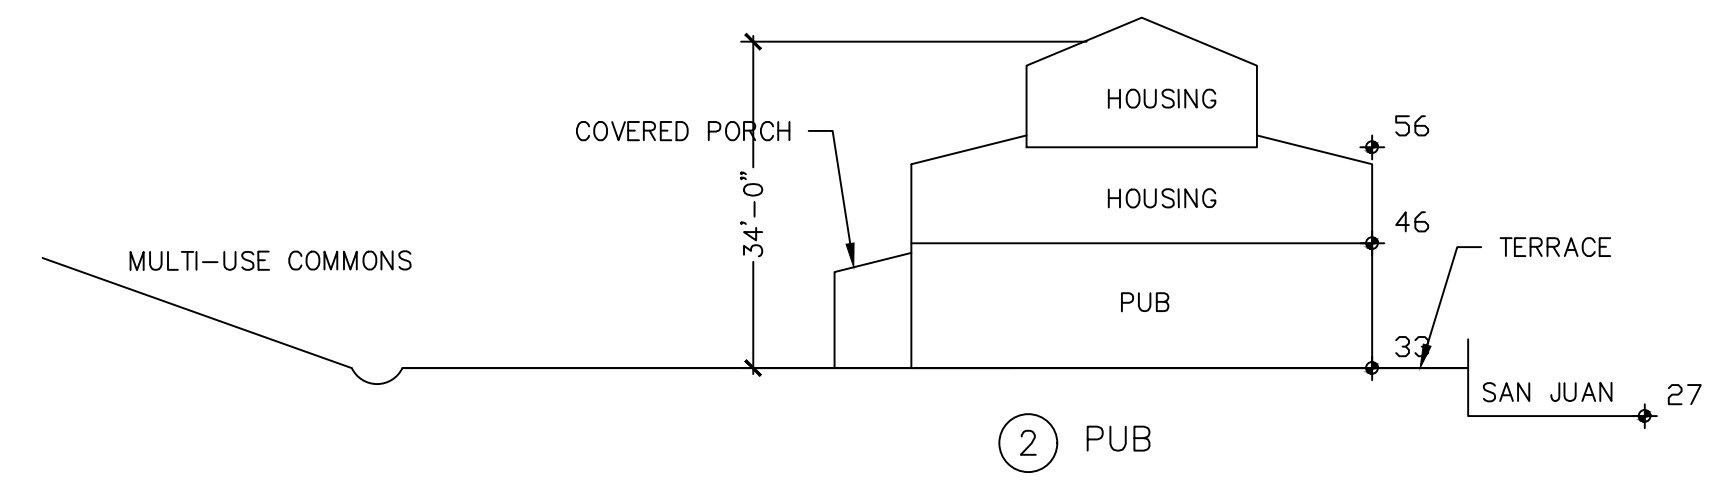 HOUSING
56
COVERED PORCH
34'-0"
HOUSING
46
TERRACE
MULTI-USE COMMONS
PUB
33
SAN JUAN
27
2 PUB